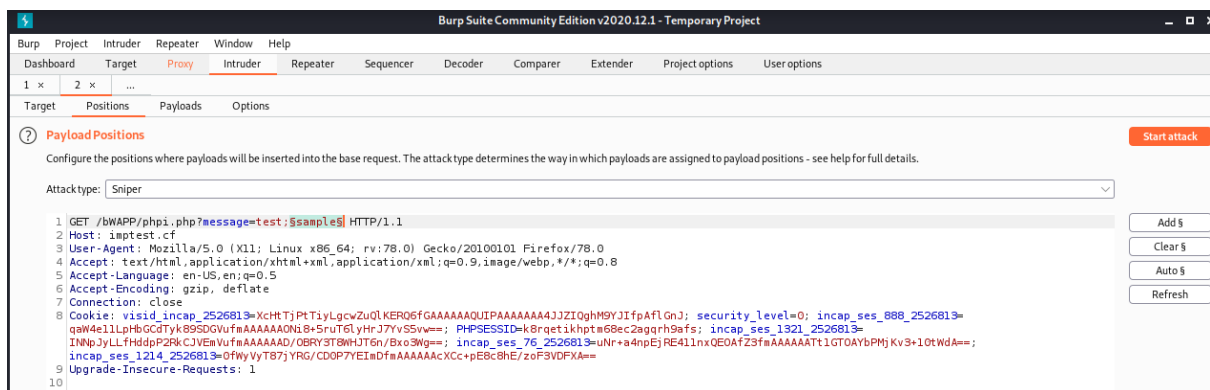 Burp Suite Community Edition v2020.12.1 - Temporary Project
Burp Project Intruder Repeater Window Help
Dashboard Target Proxy Intruder Repeater Sequencer Decoder Comparer Extender Project options User options
1 × 2 × ...
Target Positions Payloads Options
? Payload Positions
Start attack
Configure the positions where payloads will be inserted into the base request. The attack type determines the way in which payloads are assigned to payload positions - see help for full details.
Attack type: Sniper
1 GET /bWAPP/phpi.php?message=test;§sample§ HTTP/1.1
Add §
2 Host: imptest.cf
3 User-Agent: Mozilla/5.0 (X11; Linux x86_64; rv:78.0) Gecko/20100101 Firefox/78.0
Clear §
4 Accept: text/html,application/xhtml+xml,application/xml;q=0.9,image/webp,*/*;q=0.8
5 Accept-Language: en-US,en;q=0.5
Auto §
6 Accept-Encoding: gzip, deflate
7 Connection: close
Refresh
8 Cookie: visid_incap_2526813=XcHtTjPtTiyLgcwZuQlKERQ6fGAAAAAAQUIPAAAAAAA4JJZIQghM9YJIfpAflGnJ; security_level=0; incap_ses_888_2526813=
qaW4e11LpHbGCdTyk89SDGVufmAAAAAAONi8+5ruT6lyHrJ7YvS5vw==; PHPSESSID=k8rqetikhptm68ec2agqrh9afs; incap_ses_1321_2526813=
INNpJyLLfHddpP2RkCJVEmVufmAAAAAAD/OBRY3T8WHJT6n/Bxo3Wg==; incap_ses_76_2526813=uNr+a4npEjRE4l1nxQEOAfZ3fmAAAAAATt1GTOAYbPMjKv3+lOtWdA==;
incap_ses_1214_2526813=0fWyVyT87jYRG/CDOP7YEImDfmAAAAAAcXCc+pE8c8hE/zoF3VDFXA==
9 Upgrade-Insecure-Requests: 1
10